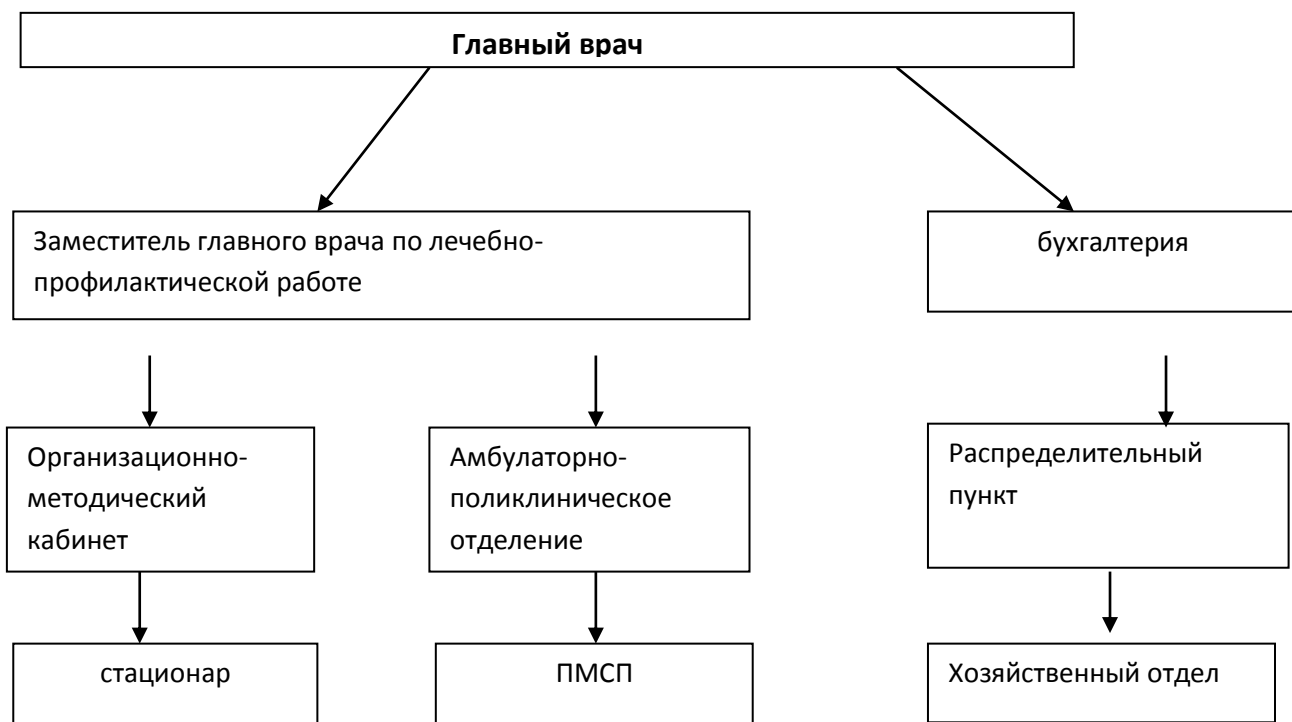 Главный врач
Заместитель главного врача по лечебно-
профилактической работе
бухгалтерия
Организационно-
методический
кабинет
Амбулаторно-
поликлиническое
отделение
Распределительный
пункт
стационар
ПМСП
Хозяйственный отдел